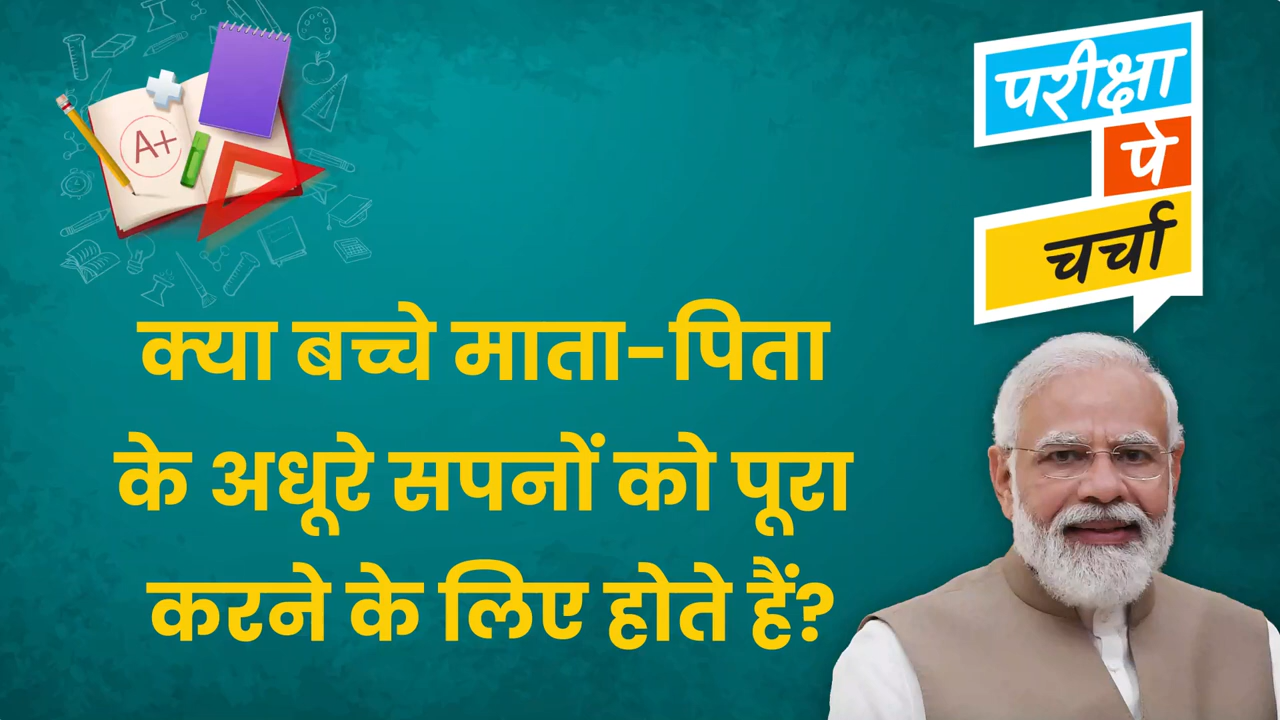 A+
परीक्षा
पे
चर्चा
क्या बच्चे माता-पिता
के अधूरे सपनों को पूरा
करने के लिए होते हैं?